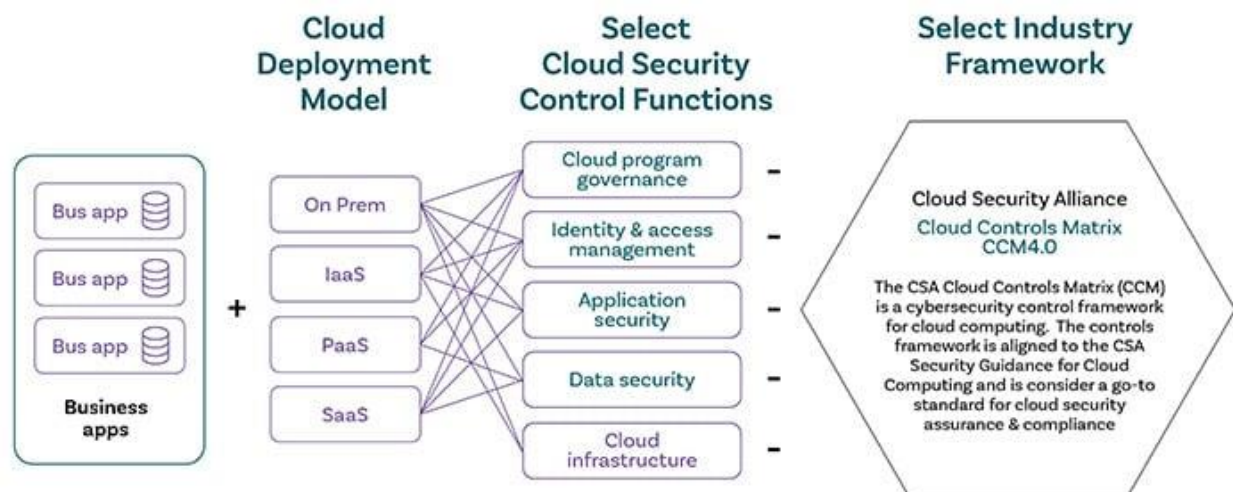 Cloud
Deployment
Model
Select
Cloud Security
Control Functions
Select Industry
Framework
Bus app
Bus app
Bus app
Business
apps
+
On Prem
IaaS
PaaS
SaaS
Cloud program
governance
Identity & access
management
Application
security
Data security
Cloud
infrastructure
-
-
-
-
-
Cloud Security Alliance
Cloud Controls Matrix
CCM4.0
The CSA Cloud Controls Matrix (CCM)
is a cybersecurity control framework
for cloud computing. The controls
framework is aligned to the CSA
Security Guidance for Cloud
Computing and is consider a go-to
standard for cloud security
assurance & compliance